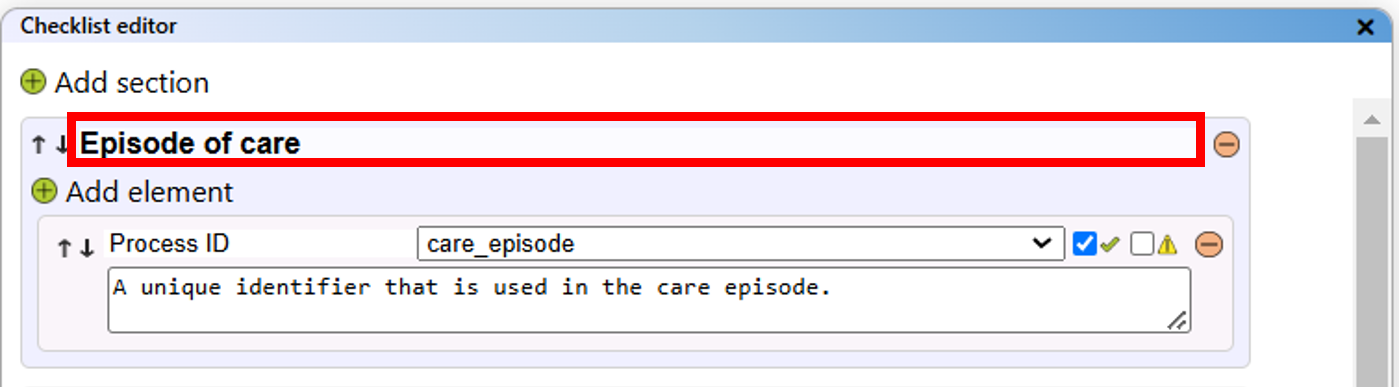 Checklist editor
Add section
Episode of care
Add element
Process ID care_episode
A unique identifier that is used in the care episode.